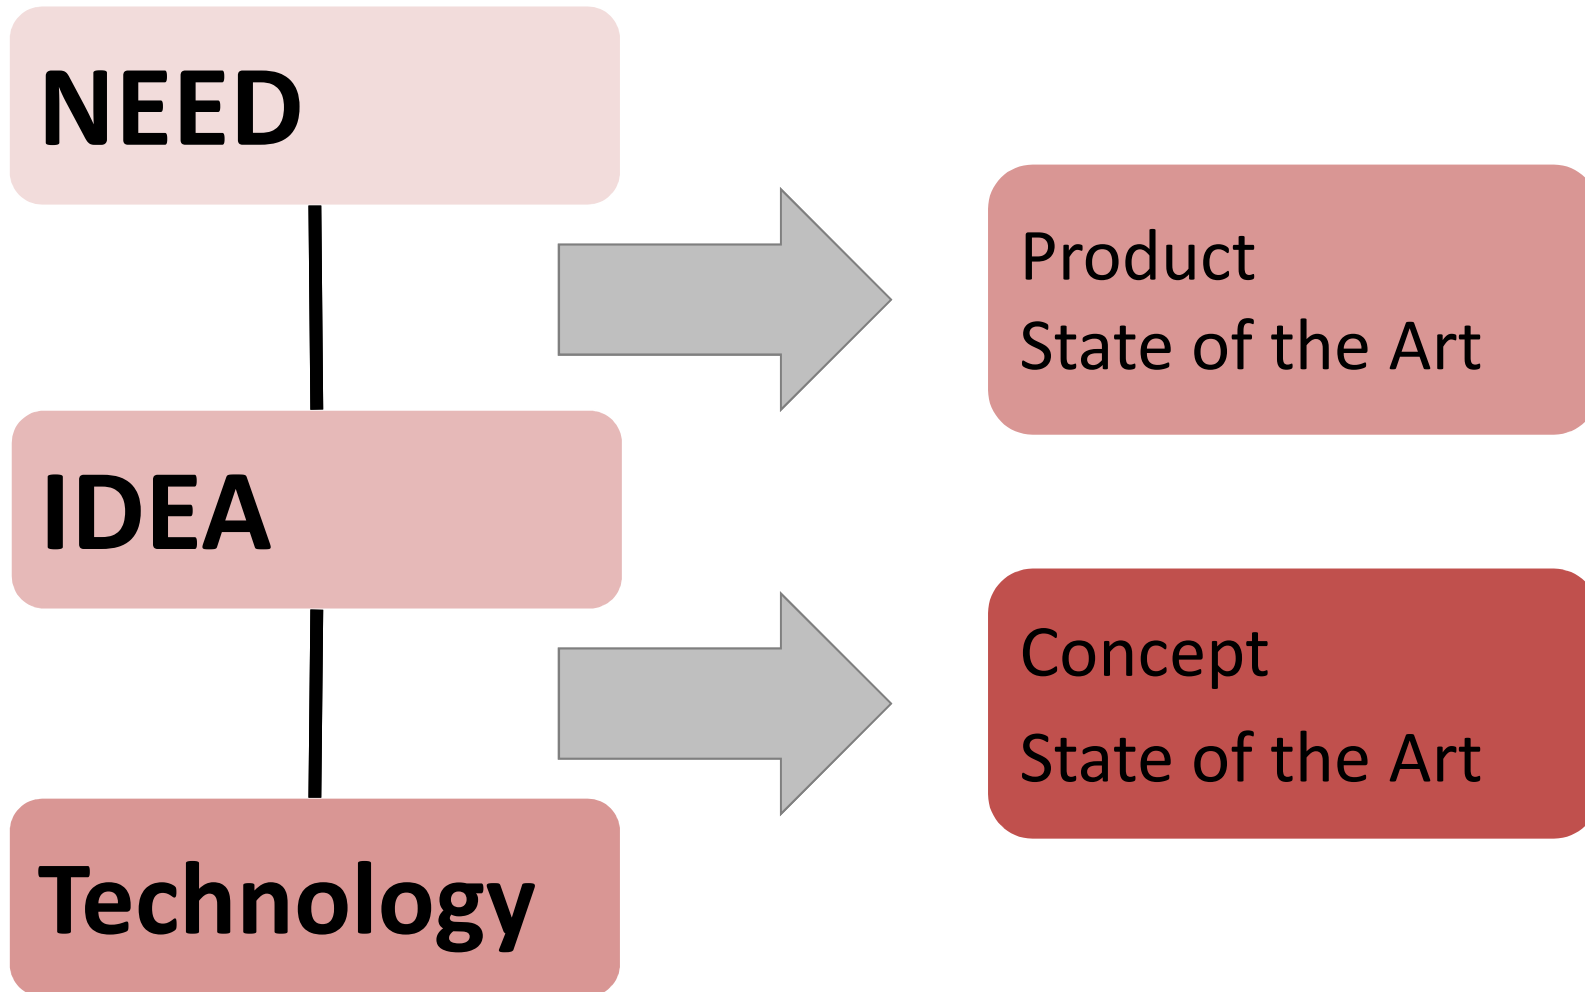 NEED
Product
State of the Art
IDEA
Concept
State of the Art
Technology